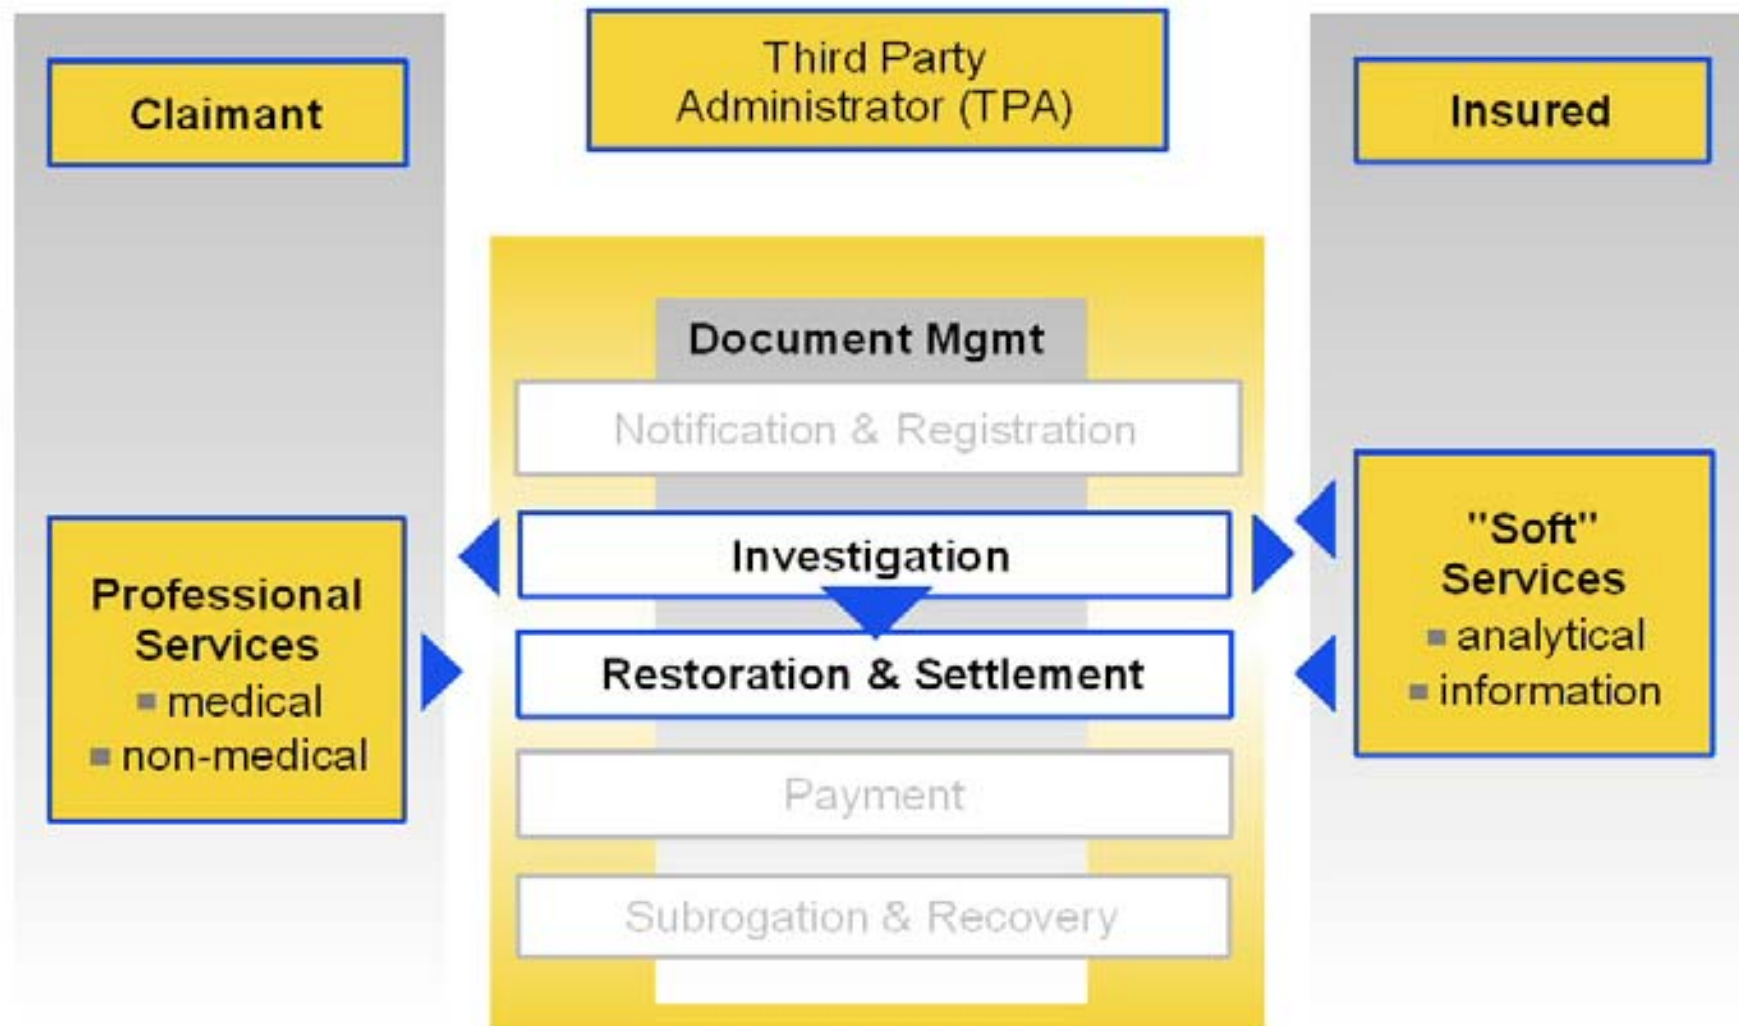 Claimant
Third Party
Administrator (TPA)
Insured
Document Mgmt
Notification & Registration
Investigation
Restoration & Settlement
Payment
Subrogation & Recovery
Professional
Services
medical
non-medical
"Soft"
Services
analytical
information